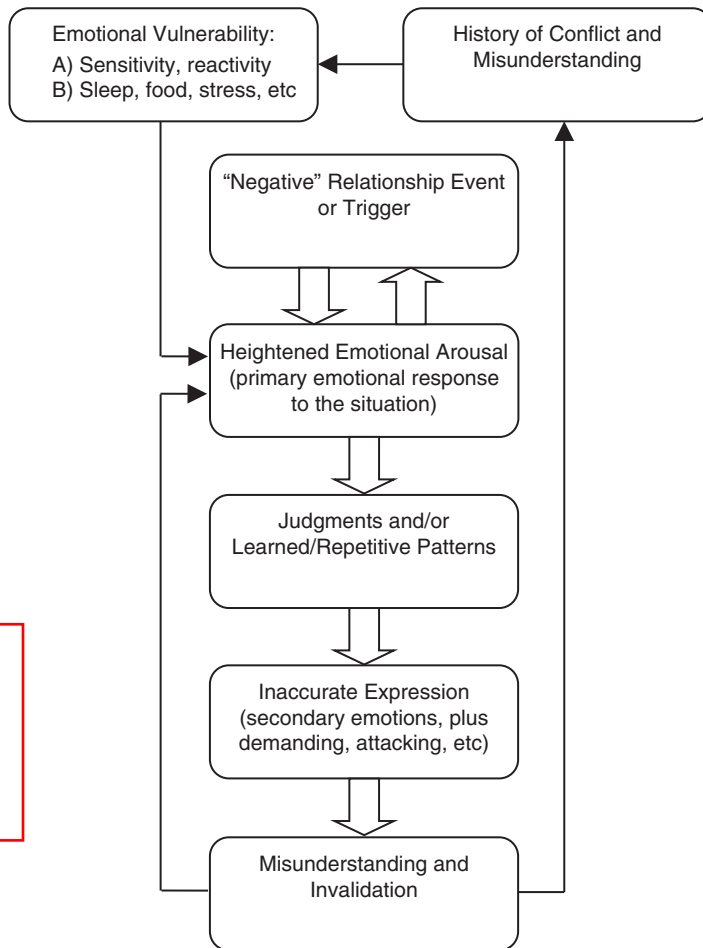 Emotional Vulnerability:
A) Sensitivity, reactivity
B) Sleep, food, stress, etc
History of Conflict and
Misunderstanding
“Negative” Relationship Event
or Trigger
Heightened Emotional Arousal
(primary emotional response
to the situation)
Judgments and/or
Learned/Repetitive Patterns
Inaccurate Expression
(secondary emotions, plus
demanding, attacking, etc)
Misunderstanding and
Invalidation